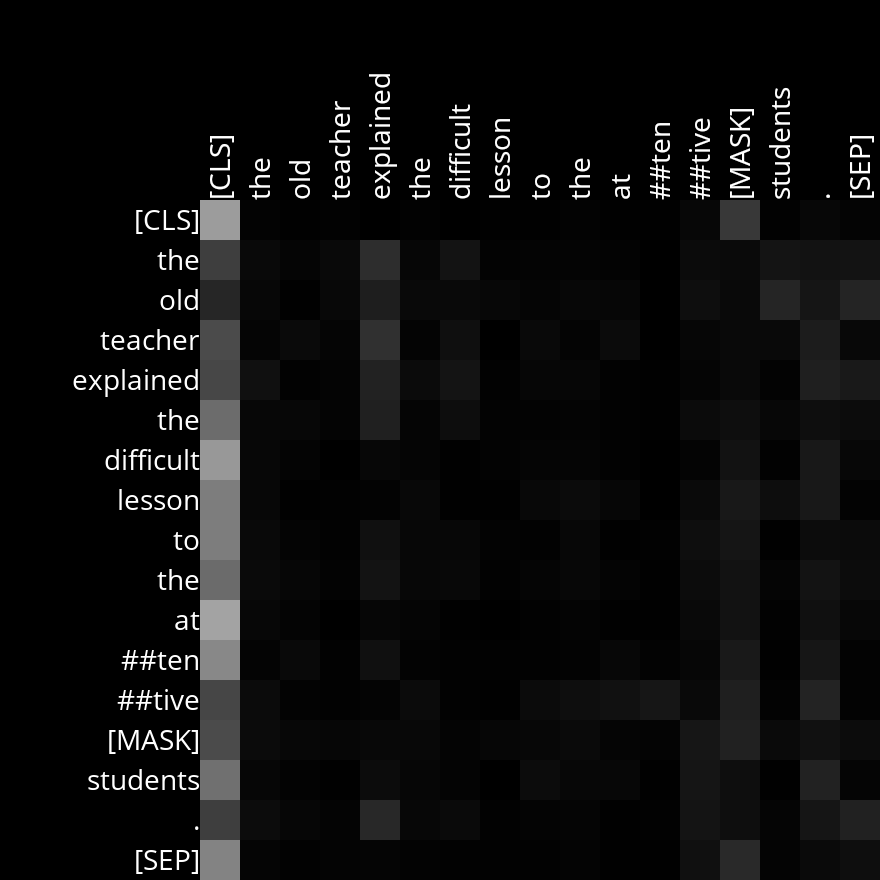 [CLS] the old teacher explained the difficult lesson to the at ##ten ##tive [MASK] students . [SEP]
[CLS]
the
old
teacher
explained
the
difficult
lesson
to
the
at
##ten
##tive
[MASK]
students
.
[SEP]